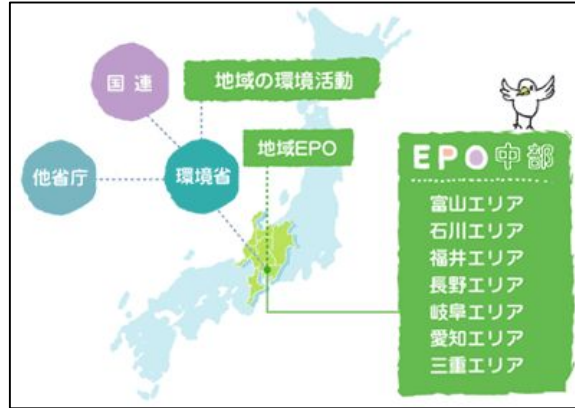 国連
地域の環境活動
他省庁
環境省
地域EPO
EPO中部
富山エリア
石川エリア
福井エリア
長野エリア
岐阜エリア
愛知エリア
三重エリア